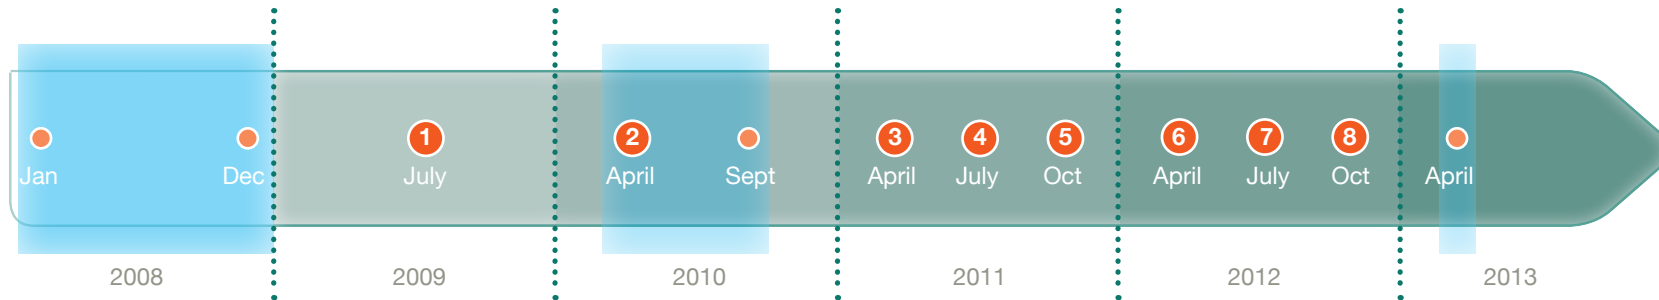 1 2 3 4 5 6 7 8
Jan Dec July April Sept April July Oct April July Oct April
2008 2009 2010 2011 2012 2013